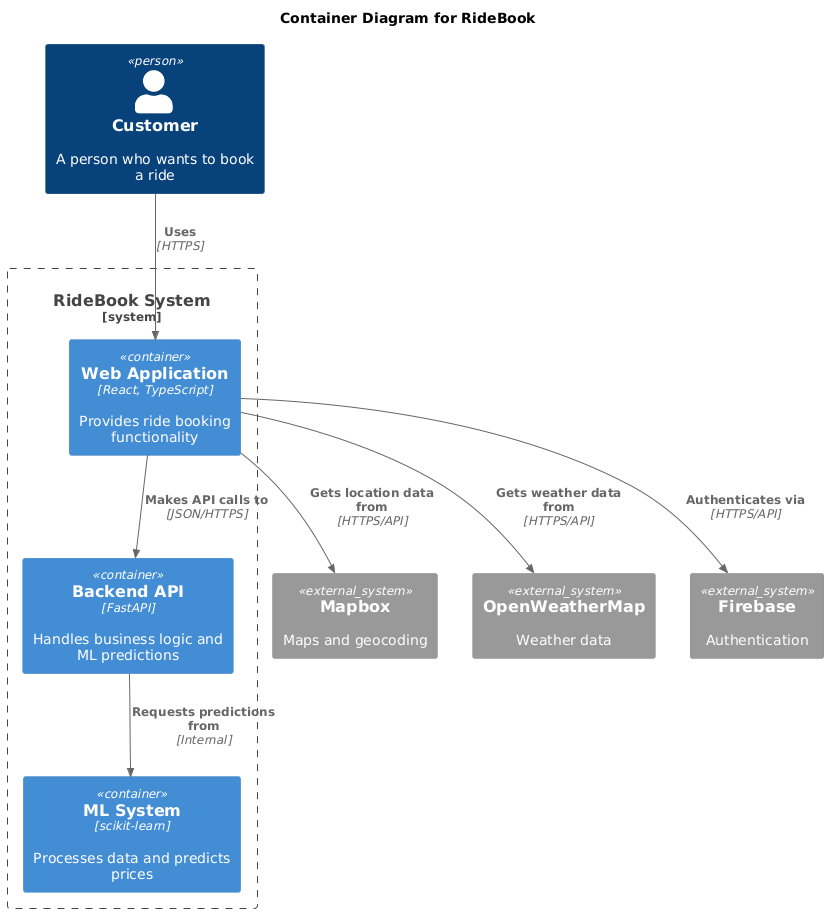 Container Diagram for RideBook
«person»
Customer
A person who wants to book
a ride
Uses
[HTTPS]
RideBook System
[system]
«container»
Web Application
[React, TypeScript]
Provides ride booking
functionality
Makes API calls to
[JSON/HTTPS]
Gets location data
from
[HTTPS/API]
Gets weather data
from
[HTTPS/API]
Authenticates via
[HTTPS/API]
«container»
Backend API
[FastAPI]
Handles business logic and
ML predictions
«external_system»
Mapbox
Maps and geocoding
«external_system»
OpenWeatherMap
Weather data
«external_system»
Firebase
Authentication
Requests predictions
from
[Internal]
«container»
ML System
[scikit-learn]
Processes data and predicts
prices